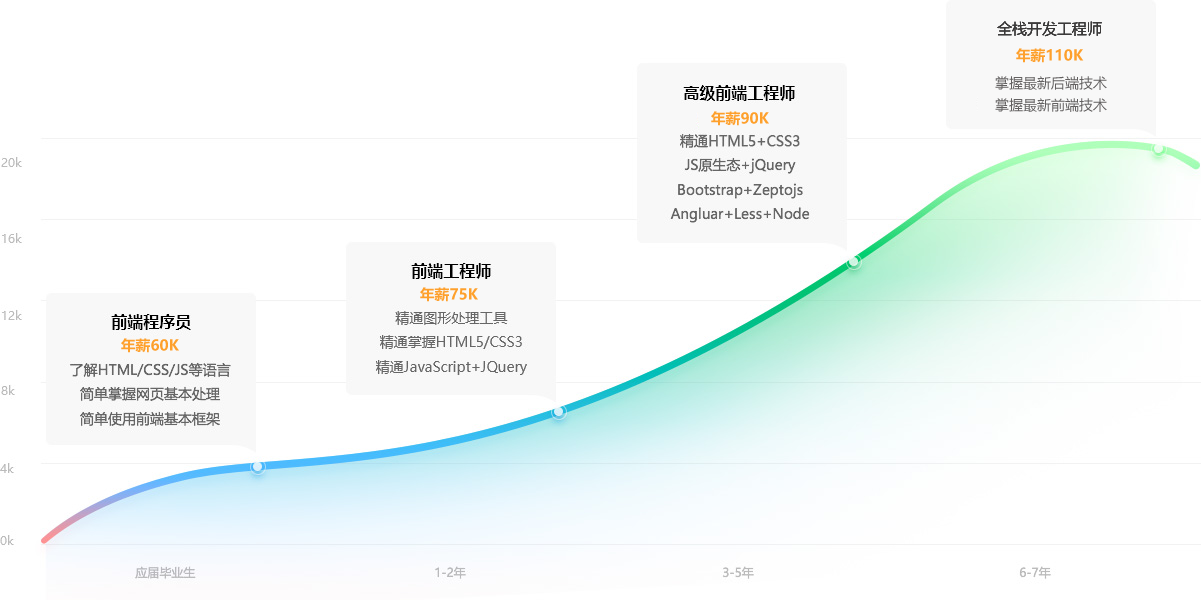 全栈开发工程师
年薪110K
掌握最新后端技术
掌握最新前端技术
高级前端工程师
年薪90K
精通HTML5+CSS3
JS原生态+jQuery
Bootstrap+Zeptojs
Angluar+Less+Node
前端工程师
年薪75K
精通图形处理工具
精通掌握HTML5/CSS3
精通JavaScript+JQuery
前端程序员
年薪60K
了解HTML/CSS/JS等语言
简单掌握网页基本处理
简单使用前端基本框架
20k
16k
12k
8k
4k
0k
应届毕业生
1-2年
3-5年
6-7年